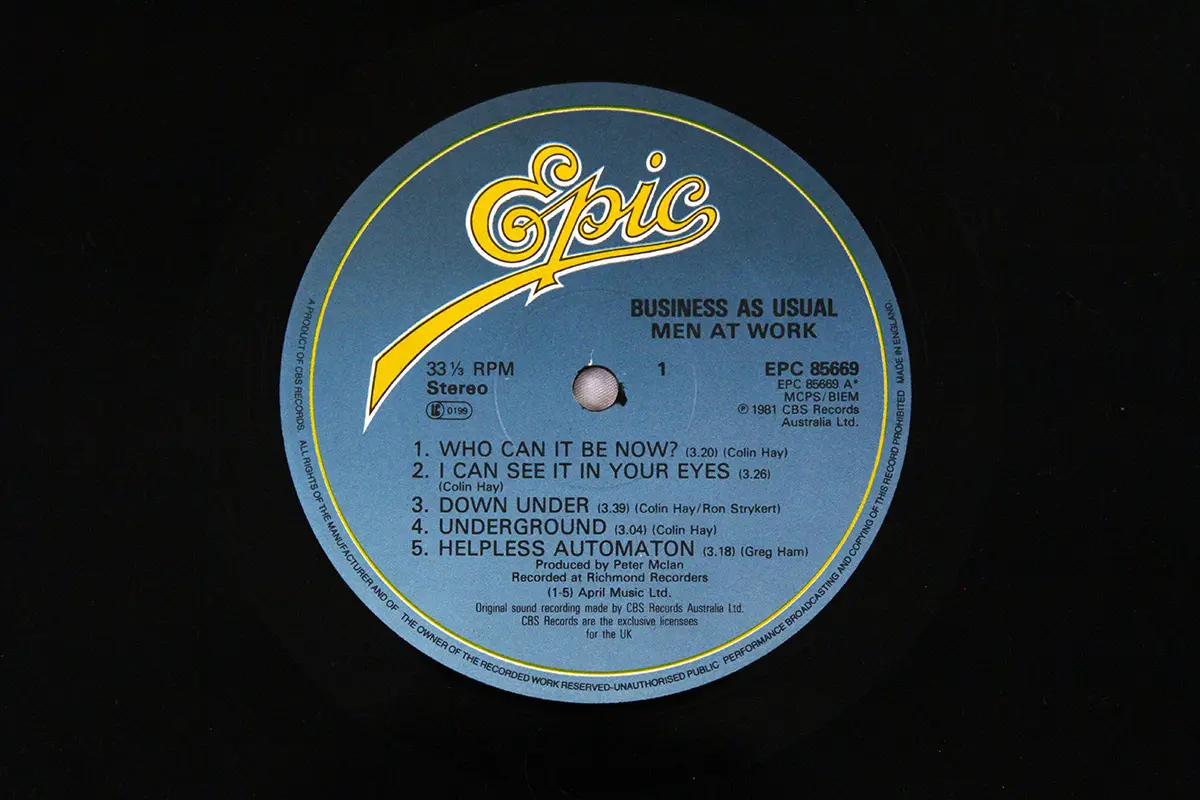 Epic
BUSINESS AS USUAL
MEN AT WORK
33 ⅓ RPM
Stereo
LC 0199
1
EPC 85669
EPC 85669 A*
MCPS/BIEM
℗ 1981 CBS Records
Australia Ltd.
1. WHO CAN IT BE NOW? (3.20) (Colin Hay)
2. I CAN SEE IT IN YOUR EYES (3.26)
(Colin Hay)
3. DOWN UNDER (3.39) (Colin Hay/Ron Strykert)
4. UNDERGROUND (3.04) (Colin Hay)
5. HELPLESS AUTOMATON (3.18) (Greg Ham)
Produced by Peter Mclan
Recorded at Richmond Recorders
(1-5) April Music Ltd.
Original sound recording made by CBS Records Australia Ltd.
CBS Records are the exclusive licensees
for the UK
A PRODUCT OF CBS RECORDS. ALL RIGHTS OF THE MANUFACTURER AND OF THE OWNER OF THE RECORDED WORK RESERVED-UNAUTHORISED PUBLIC PERFORMANCE BROADCASTING AND COPYING OF THIS RECORD PROHIBITED MADE IN ENGLAND.